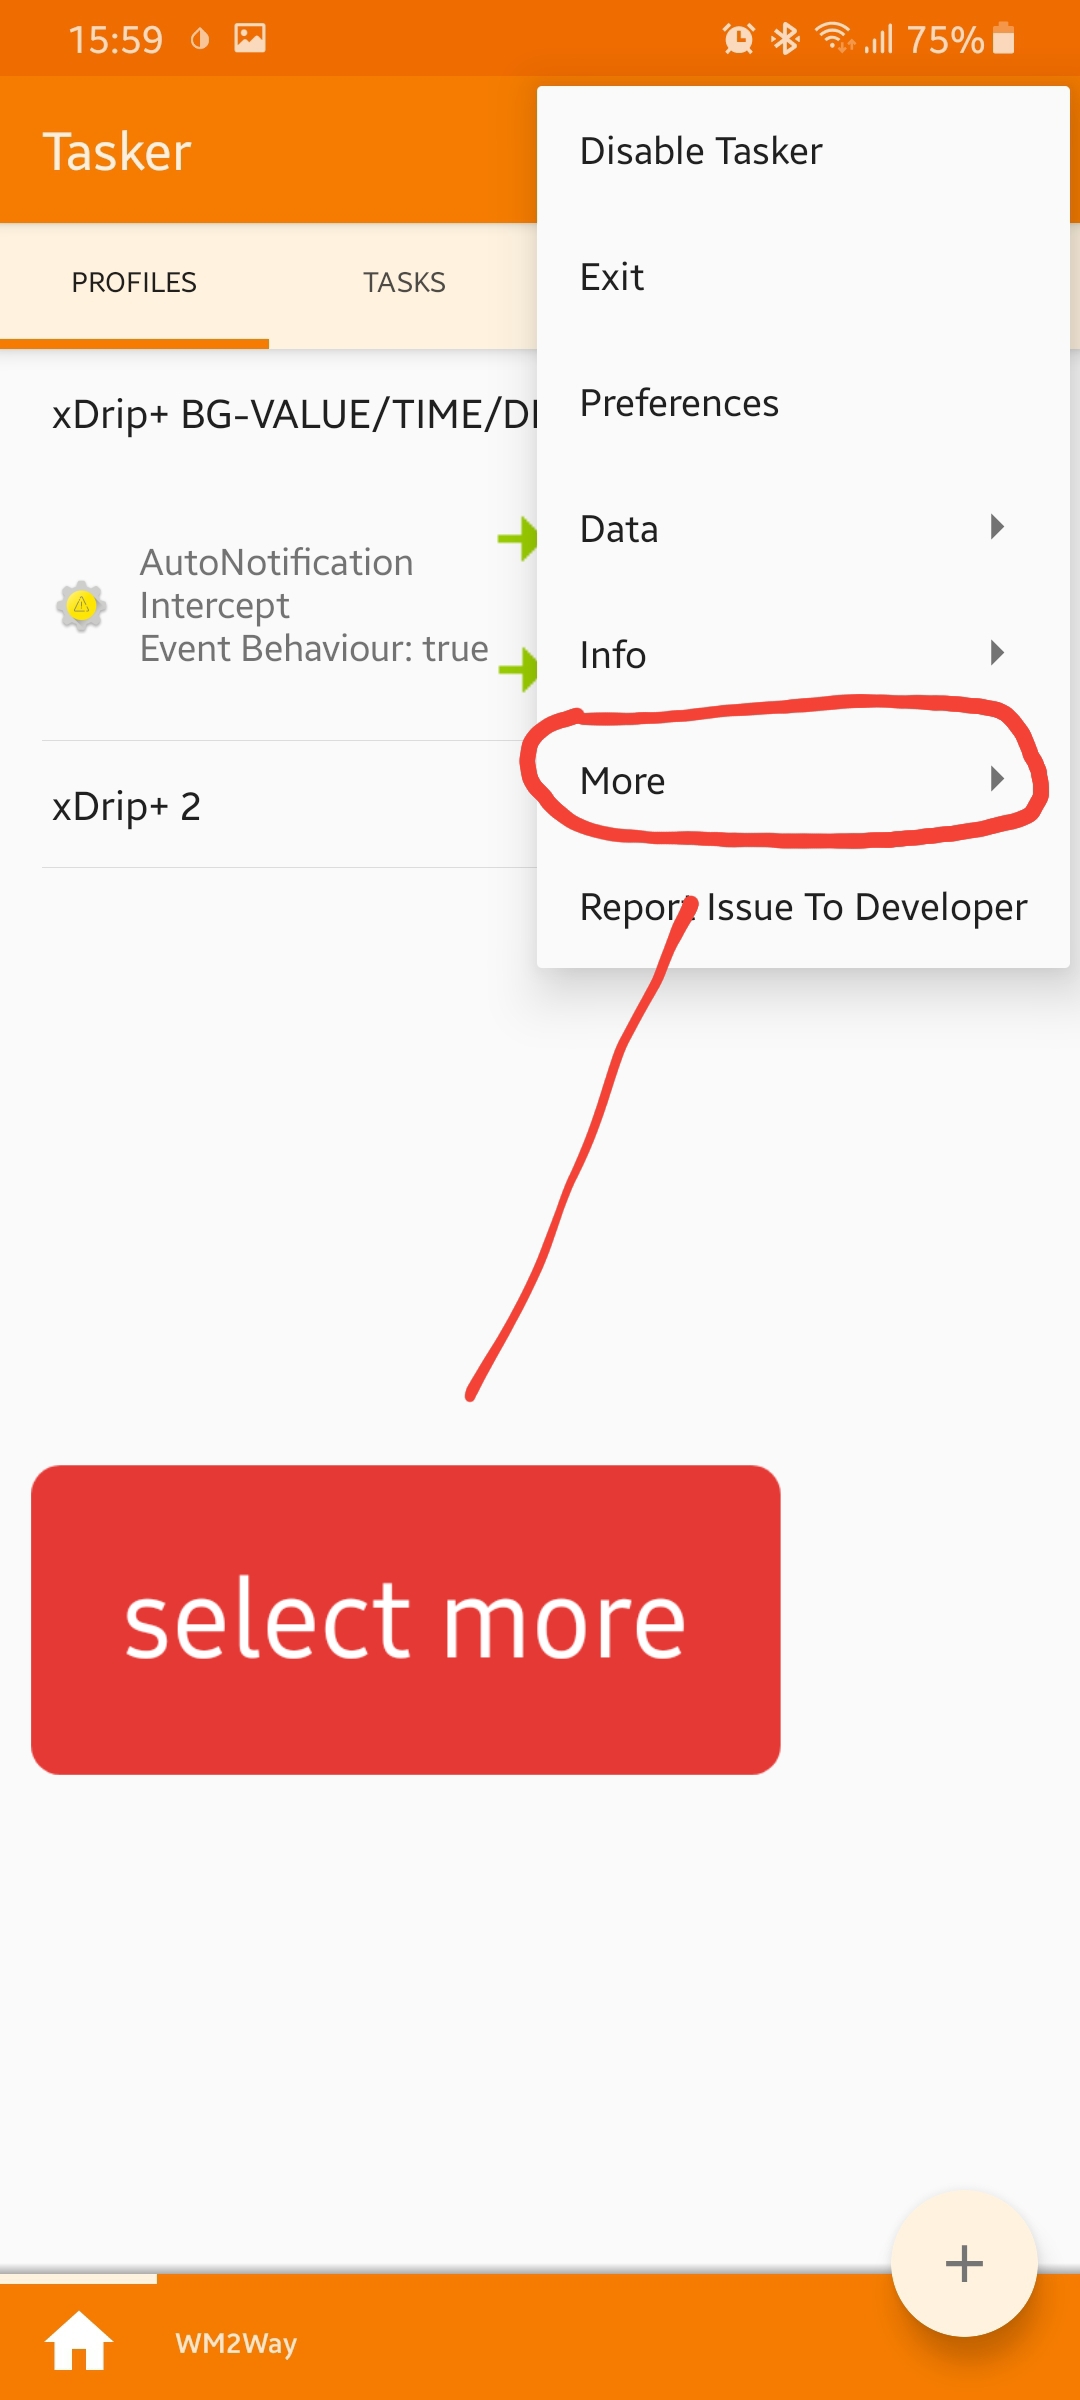 15:59
75%
Tasker
PROFILES
TASKS
xDrip+ BG-VALUE/TIME/
AutoNotification
Intercept
Event Behaviour: true
xDrip+ 2
Disable Tasker
Exit
Preferences
Data
Info
More
Report Issue To Developer
select more
WM2Way